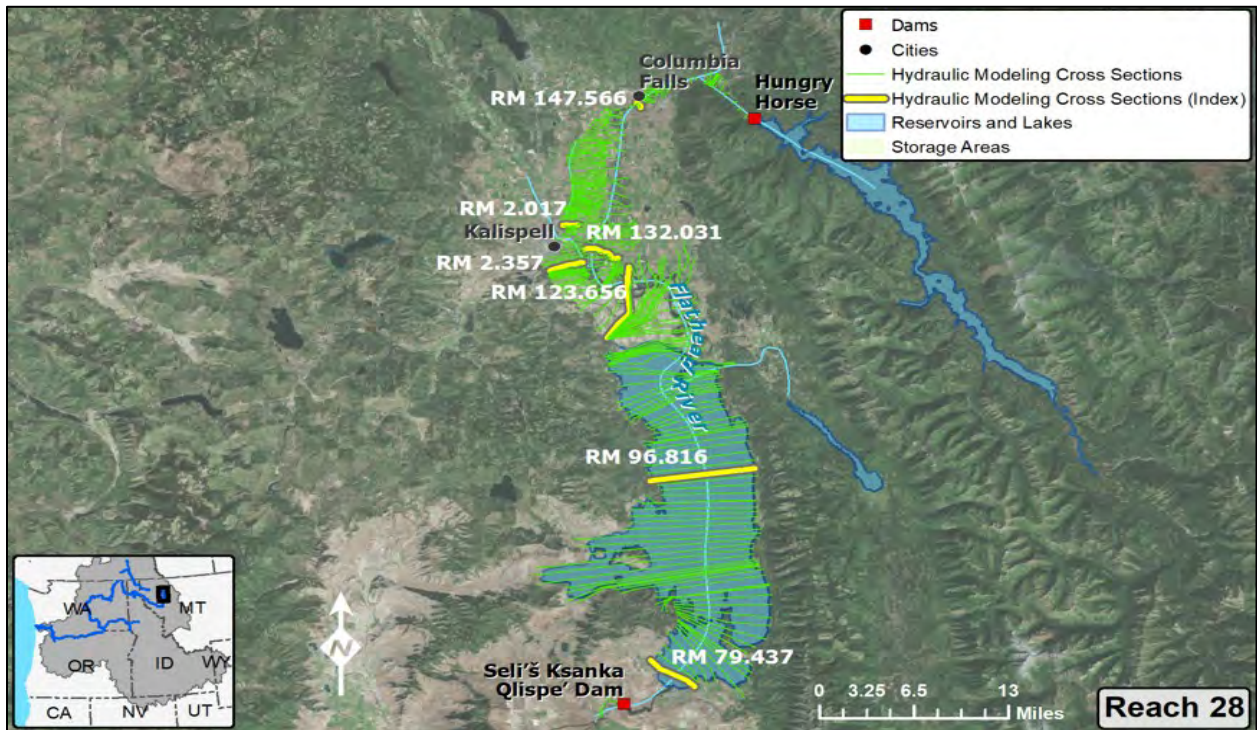 Dams
Cities
Hydraulic Modeling Cross Sections
Hydraulic Modeling Cross Sections (Index)
Reservoirs and Lakes
Storage Areas
Columbia
Falls
RM 147.566
Hungry
Horse
RM 2.017
Kalispell
RM 132.031
RM 2.357
RM 123.656
Flathead River
RM 96.816
RM 79.437
Seli'š Ksanka
Qlispe' Dam
N
0 3.25 6.5 13
Miles
Reach 28
WA
MT
OR
ID
WY
CA
NV
UT